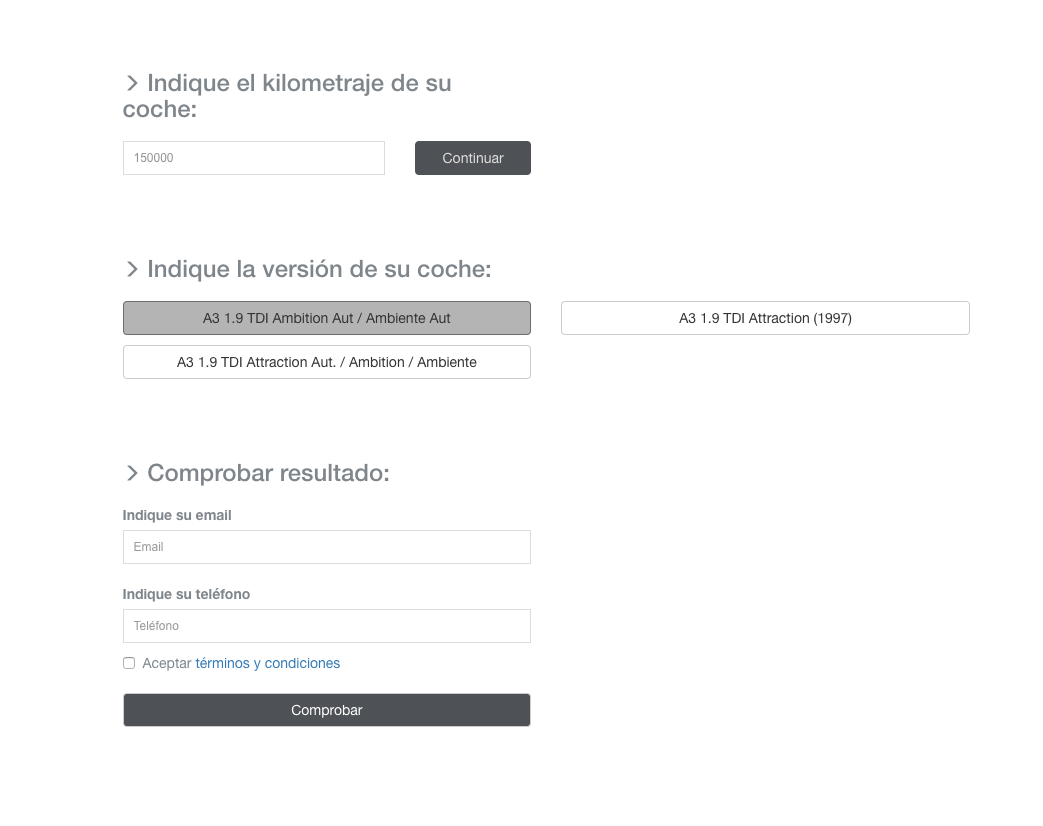 > Indique el kilometraje de su
coche:
150000
Continuar
> Indique la versión de su coche:
A3 1.9 TDI Ambition Aut / Ambiente Aut
A3 1.9 TDI Attraction (1997)
A3 1.9 TDI Attraction Aut. / Ambition / Ambiente
> Comprobar resultado:
Indique su email
Email
Indique su teléfono
Teléfono
Aceptar términos y condiciones
Comprobar